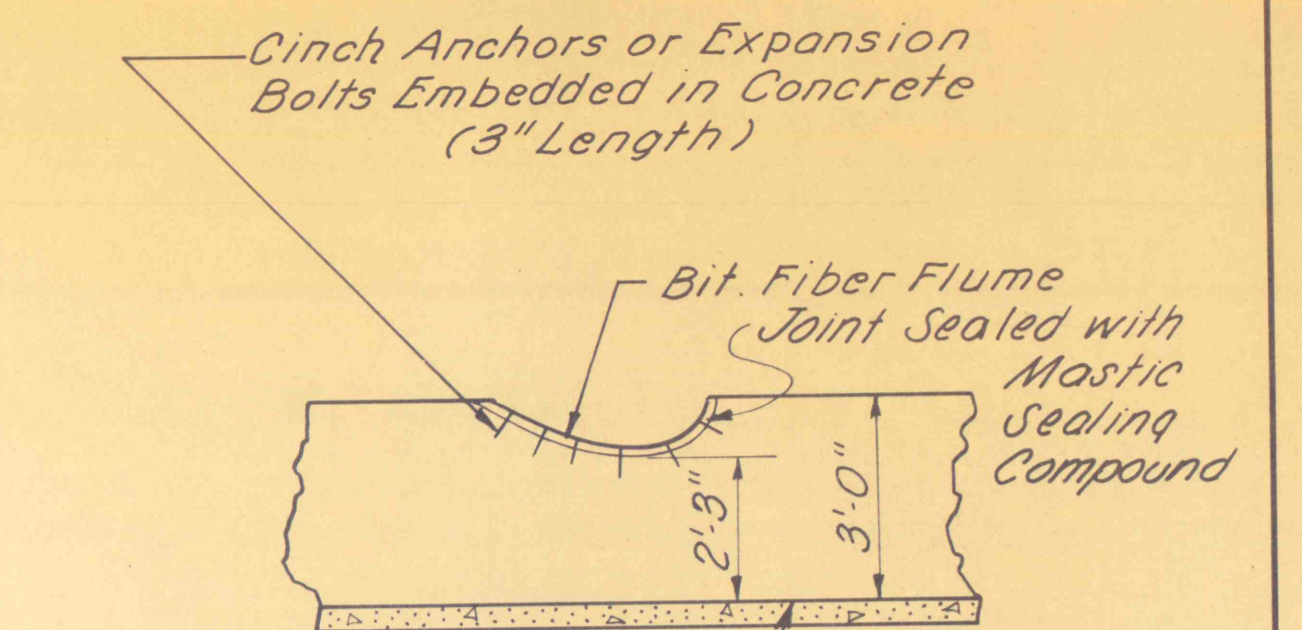 Cinch Anchors or Expansion
Bolts Embedded in Concrete
(3" Length)
Bit. Fiber Flume
Joint Sealed with
Mastic
Sealing
Compound
2'-3"
3'-0"